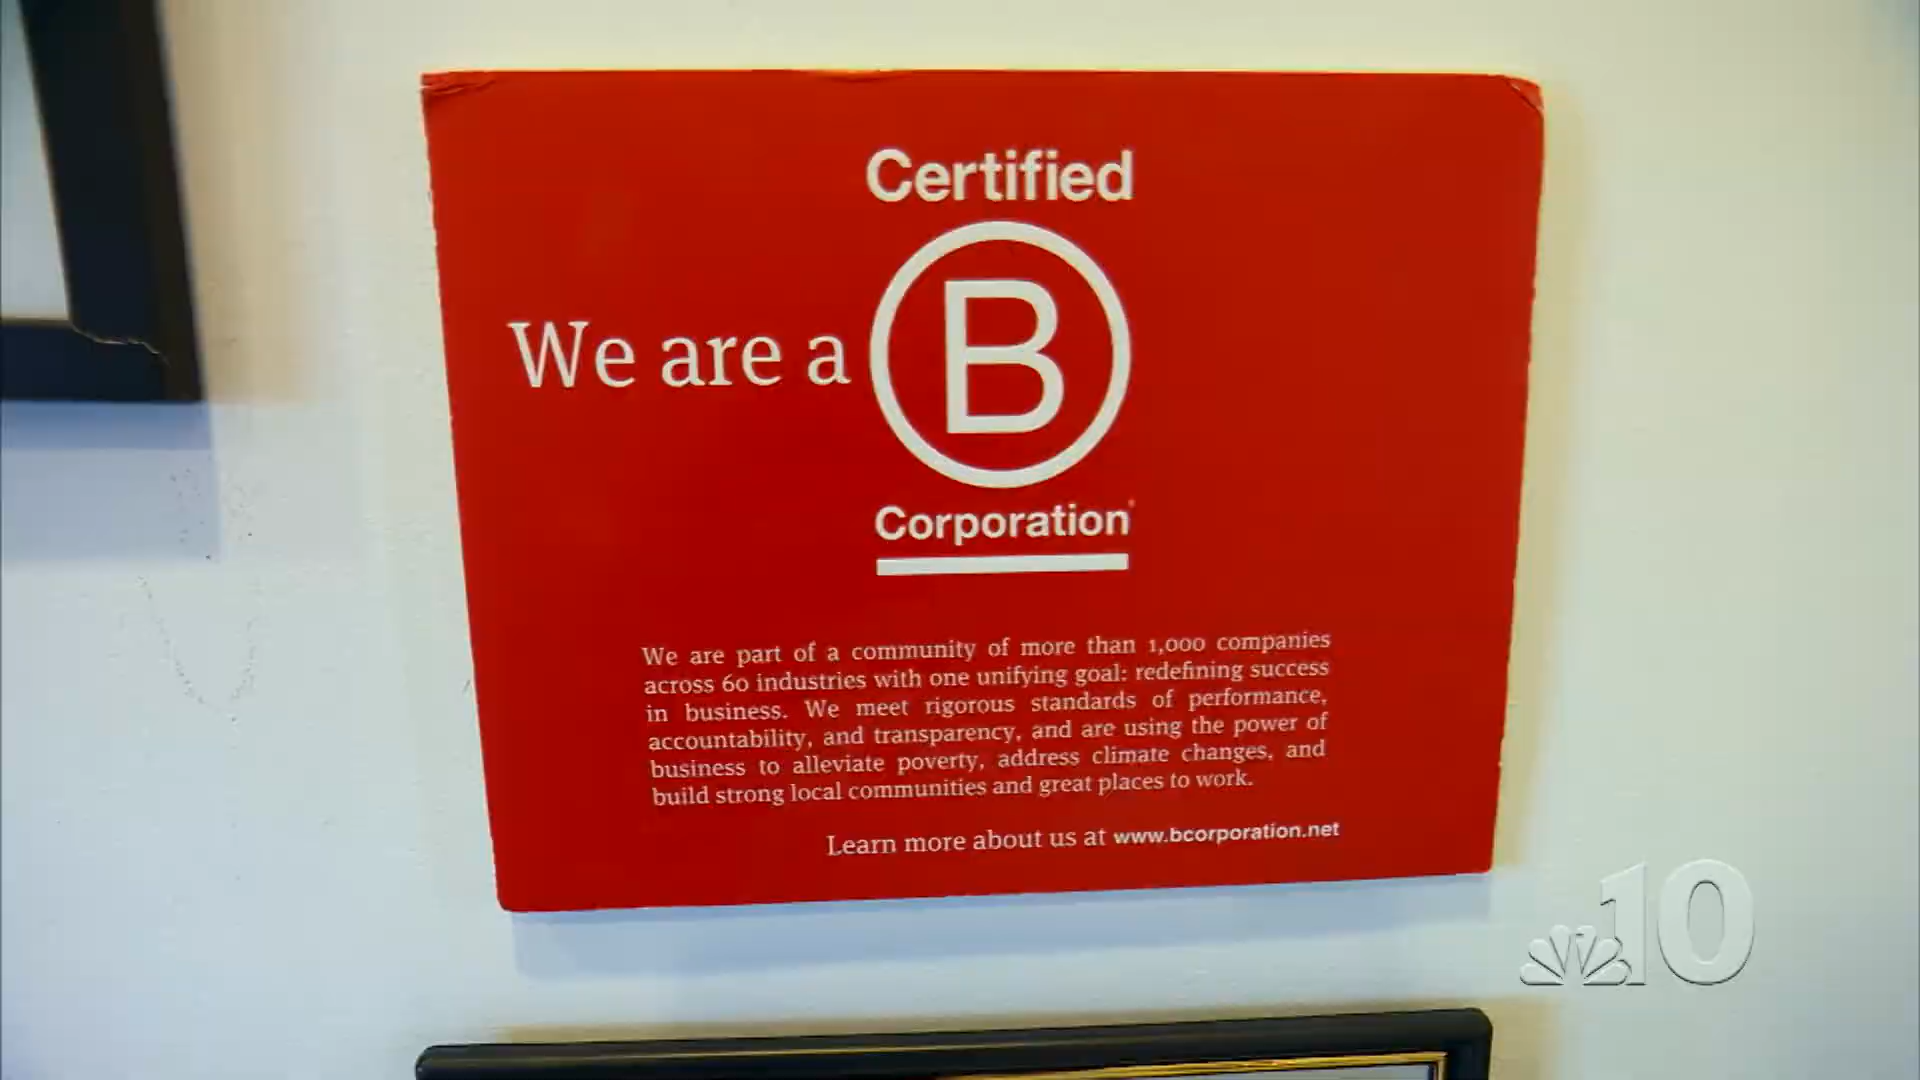 Certified
We are a B
Corporation
We are part of a community of more than 1,000 companies
across 60 industries with one unifying goal: redefining success
in business. We meet rigorous standards of performance,
accountability, and transparency, and are using the power of
business to alleviate poverty, address climate changes, and
build strong local communities and great places to work.
Learn more about us at www.bcorporation.net
10